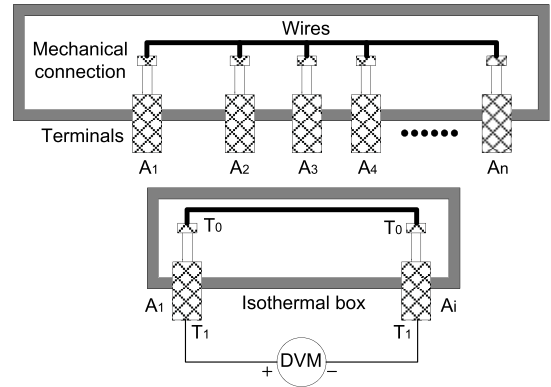 Wires
Mechanical
connection
Terminals
A1 A2 A3 A4 An
T0 T0
A1 Isothermal box Ai
T1 T1
+ DVM −